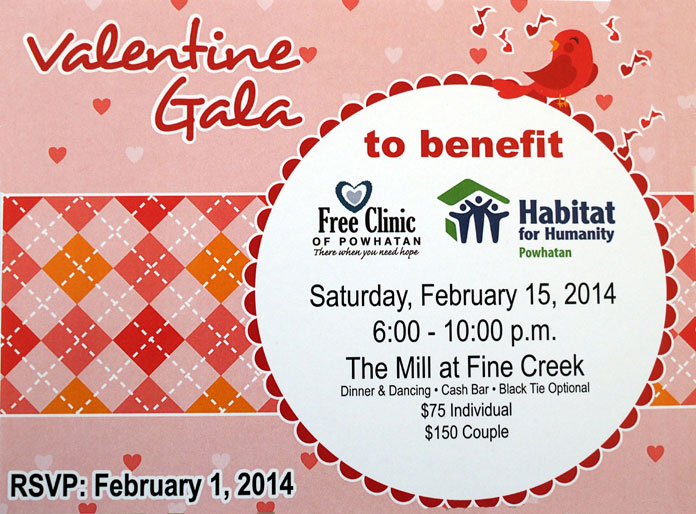 Valentine
Gala
to benefit
Free Clinic
OF POWHATAN
There when you need hope
Habitat
for Humanity
Powhatan
Saturday, February 15, 2014
6:00 - 10:00 p.m.
The Mill at Fine Creek
Dinner & Dancing • Cash Bar • Black Tie Optional
$75 Individual
$150 Couple
RSVP: February 1, 2014